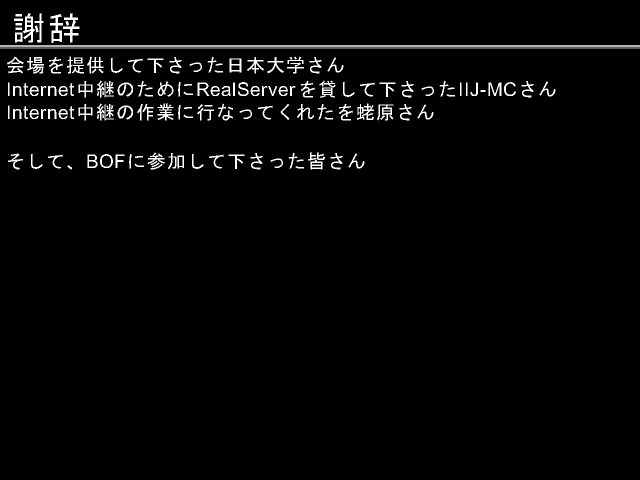 謝辞
会場を提供して下さった日本大学さん
Internet中継のためにRealServerを貸して下さったIIJ-MCさん
Internet中継の作業に行なってくれたを蛯原さん
そして、BOFに参加して下さった皆さん